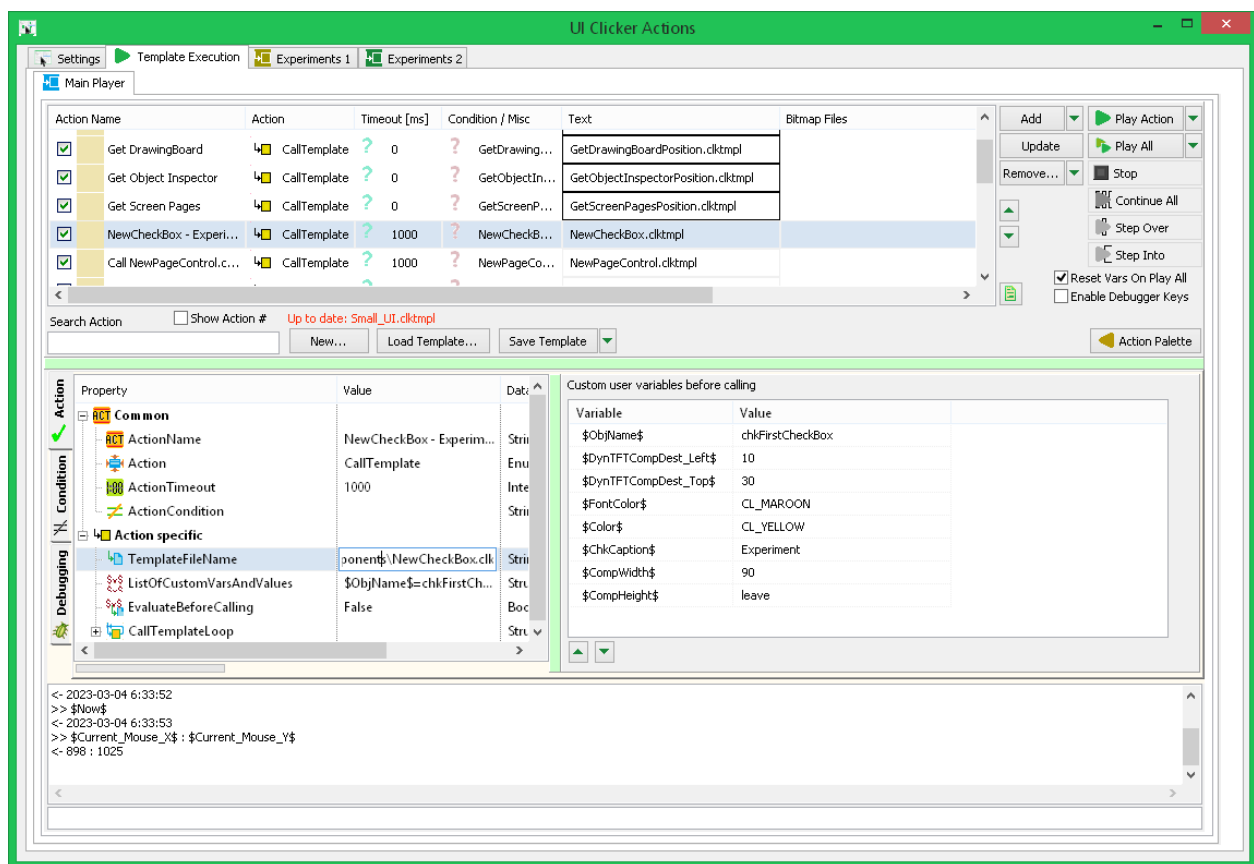 UI Clicker Actions
Settings Template Execution Experiments 1 Experiments 2
Main Player
Action Name Action Timeout [ms] Condition / Misc Text Bitmap Files
Get DrawingBoard CallTemplate ? 0 ? GetDrawing... GetDrawingBoardPosition.clktmpl
Get Object Inspector CallTemplate ? 0 ? GetObjectIn... GetObjectInspectorPosition.clktmpl
Get Screen Pages CallTemplate ? 0 ? GetScreenP... GetScreenPagesPosition.clktmpl
NewCheckBox - Experi... CallTemplate ? 1000 ? NewCheckB... NewCheckBox.clktmpl
Call NewPageControl.c... CallTemplate ? 1000 ? NewPageCo... NewPageControl.clktmpl
Add Play Action
Update Play All
Remove... Stop
Continue All
Step Over
Step Into
Reset Vars On Play All
Enable Debugger Keys
Search Action Show Action # Up to date: Small_UI.clktmpl
New... Load Template... Save Template Action Palette
Action
Condition
Debugging
Property Value Data
ACT Common
ACT ActionName NewCheckBox - Experim... Strin
Action CallTemplate Enu
ActionTimeout 1000 Inte
ActionCondition Strin
Action specific
TemplateFileName ponents\NewCheckBox.clk Strin
ListOfCustomVarsAndValues $ObjName$=chkFirstCh... Stru
EvaluateBeforeCalling False Boo
CallTemplateLoop Stru
Custom user variables before calling
Variable Value
$ObjName$ chkFirstCheckBox
$DynTFTCompDest_Left$ 10
$DynTFTCompDest_Top$ 30
$FontColor$ CL_MAROON
$Color$ CL_YELLOW
$ChkCaption$ Experiment
$CompWidth$ 90
$CompHeight$ leave
<- 2023-03-04 6:33:52
>> $Now$
<- 2023-03-04 6:33:53
>> $Current_Mouse_X$ : $Current_Mouse_Y$
<- 898 : 1025